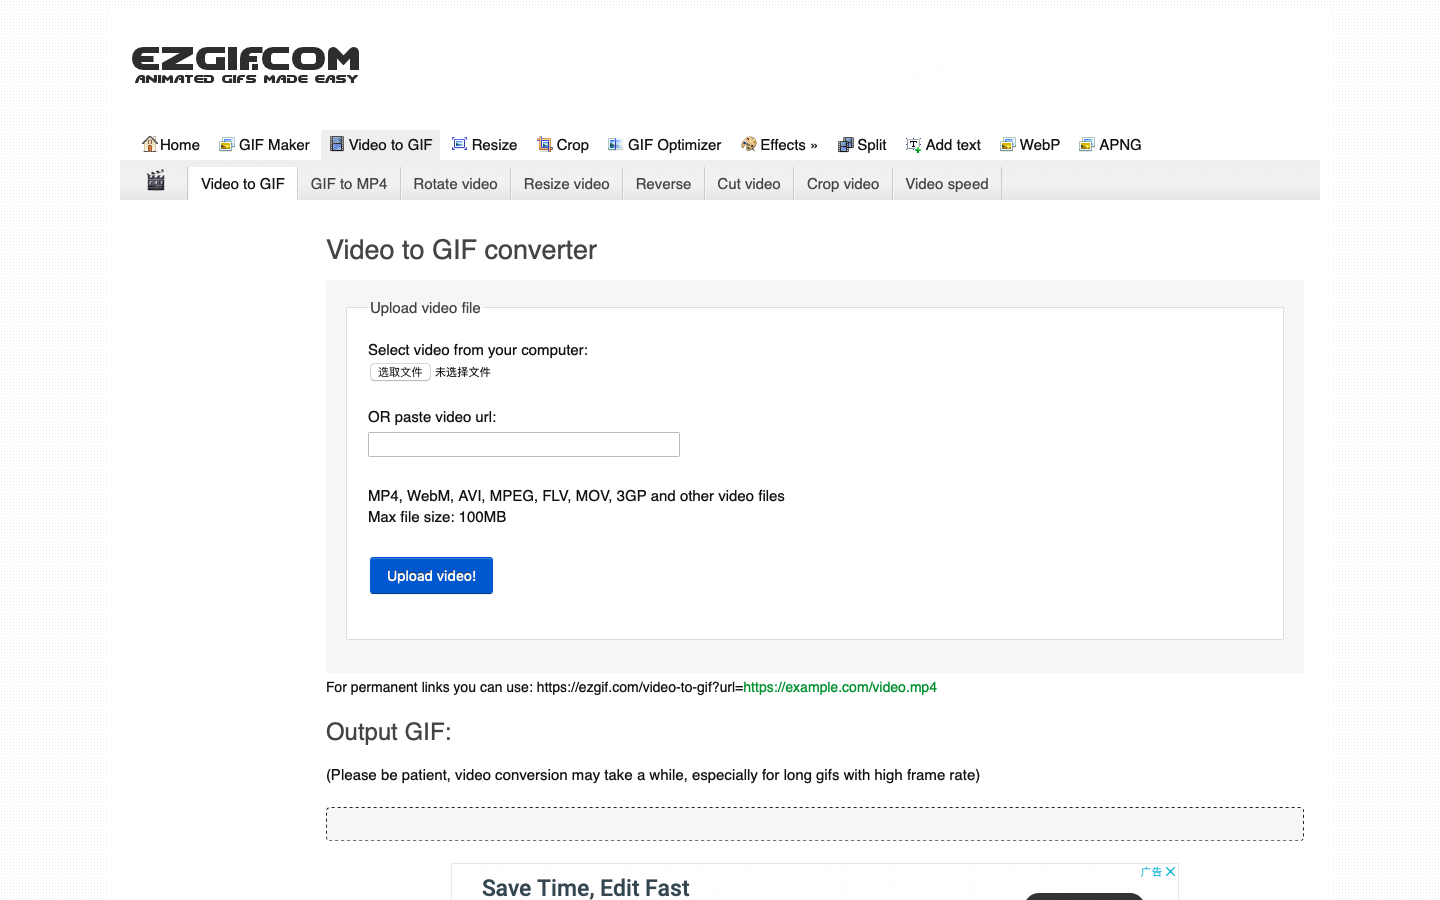 EZGIF.COM
ANIMATED GIFS MADE EASY
Home GIF Maker Video to GIF Resize Crop GIF Optimizer Effects » Split Add text WebP APNG
Video to GIF GIF to MP4 Rotate video Resize video Reverse Cut video Crop video Video speed
Video to GIF converter
Upload video file
Select video from your computer:
选取文件 未选择文件
OR paste video url:
MP4, WebM, AVI, MPEG, FLV, MOV, 3GP and other video files
Max file size: 100MB
Upload video!
For permanent links you can use: https://ezgif.com/video-to-gif?url=https://example.com/video.mp4
Output GIF:
(Please be patient, video conversion may take a while, especially for long gifs with high frame rate)
广告
Save Time, Edit Fast